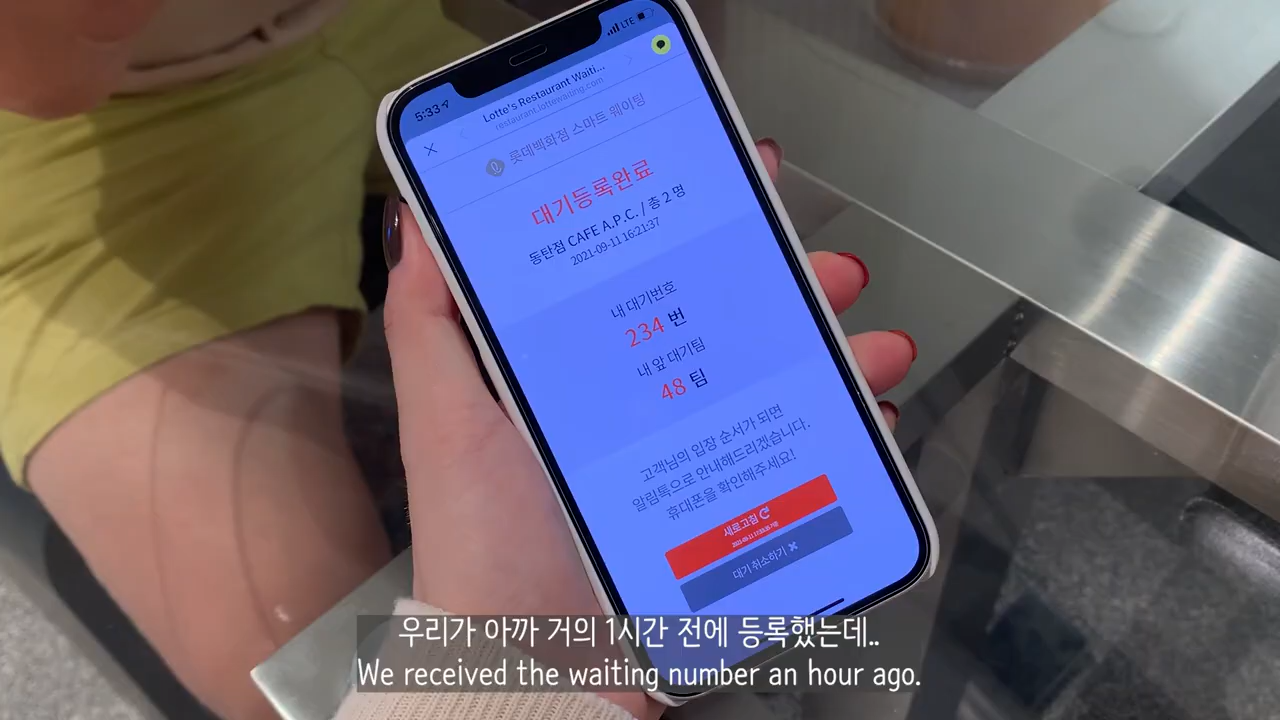 5:33
LTE
Lotte's Restaurant Waiti...
restaurant.lottewaiting.com
롯데백화점 스마트 웨이팅
대기등록완료
동탄점 CAFE A.P.C. / 총 2 명
2021-09-11 16:21:37
내 대기번호
234 번
내 앞 대기팀
48 팀
고객님의 입장 순서가 되면
알림톡으로 안내해드리겠습니다.
휴대폰을 확인해주세요!
새로고침
대기 취소하기
우리가 아까 거의 1시간 전에 등록했는데..
We received the waiting number an hour ago.